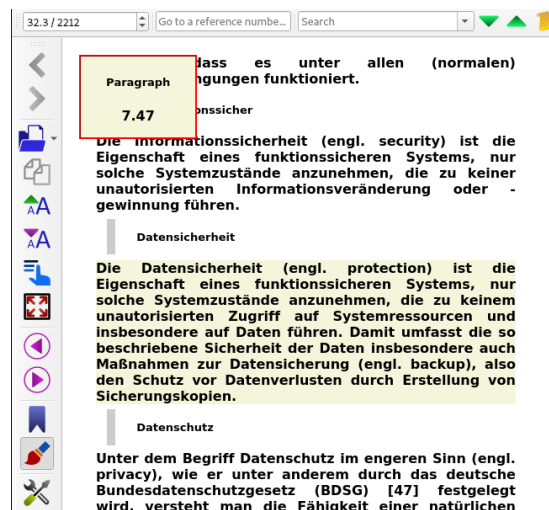 32.3 / 2212
Go to a reference numbe...
Search
Paragraph
7.47
dass es unter allen (normalen)
ngungen funktioniert.
onssicher
Die Informationssicherheit (engl. security) ist die
Eigenschaft eines funktionssicheren Systems, nur
solche Systemzustände anzunehmen, die zu keiner
unautorisierten Informationsveränderung oder -
gewinnung führen.
Datensicherheit
Die Datensicherheit (engl. protection) ist die
Eigenschaft eines funktionssicheren Systems, nur
solche Systemzustände anzunehmen, die zu keinem
unautorisierten Zugriff auf Systemressourcen und
insbesondere auf Daten führen. Damit umfasst die so
beschriebene Sicherheit der Daten insbesondere auch
Maßnahmen zur Datensicherung (engl. backup), also
den Schutz vor Datenverlusten durch Erstellung von
Sicherungskopien.
Datenschutz
Unter dem Begriff Datenschutz im engeren Sinn (engl.
privacy), wie er unter anderem durch das deutsche
Bundesdatenschutzgesetz (BDSG) [47] festgelegt
wird, versteht man die Fähigkeit einer natürlichen